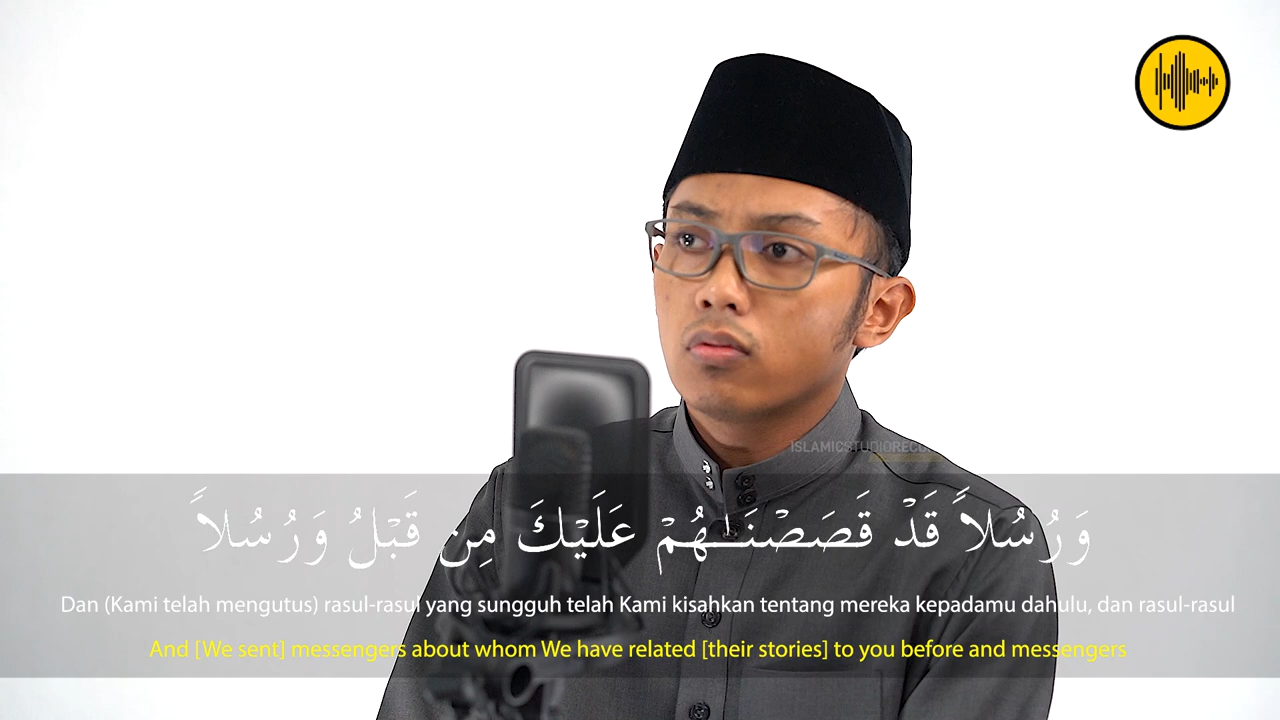 ISLAMICSTUDIORECO
وَرُسُلاً قَدْ قَصَصْنَـٰهُمْ عَلَيْكَ مِن قَبْلُ وَرُسُلاً
Dan (Kami telah mengutus) rasul-rasul yang sungguh telah Kami kisahkan tentang mereka kepadamu dahulu, dan rasul-rasul
And [We sent] messengers about whom We have related [their stories] to you before and messengers